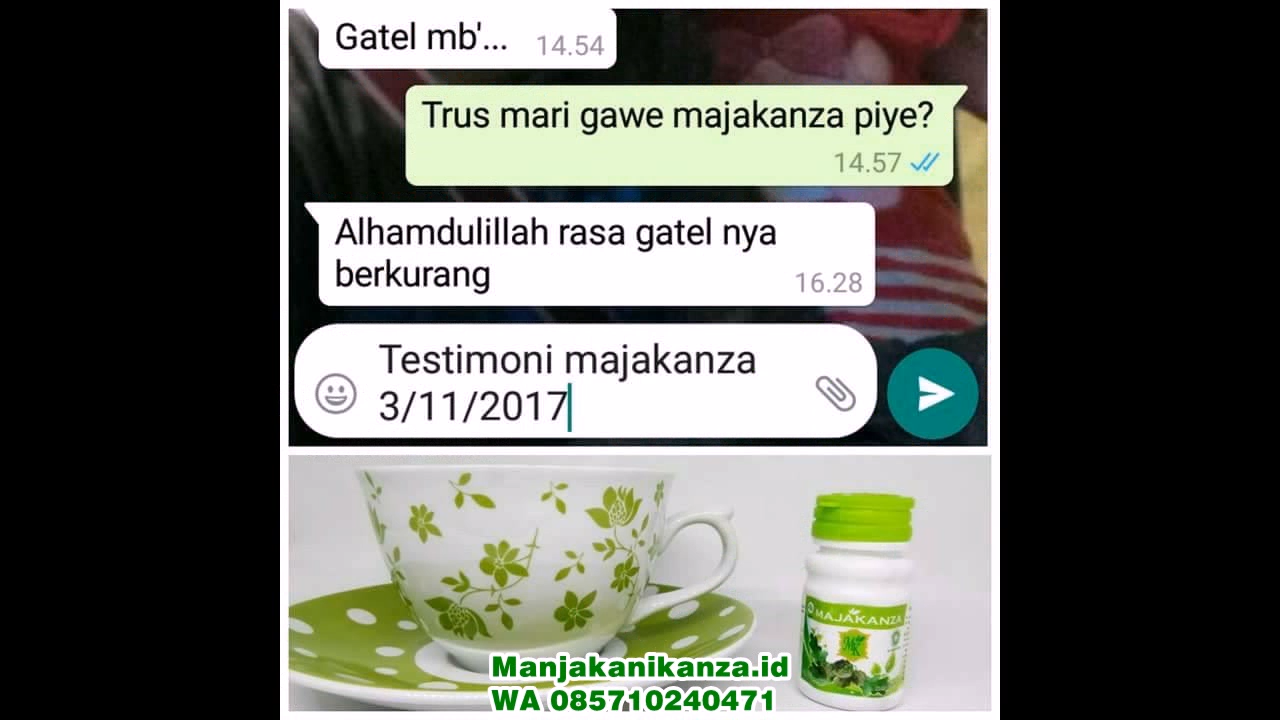 Gatel mb'...
14.54
Trus mari gawe majakanza piye?
14.57
Alhamdulillah rasa gatel nya
berkurang
16.28
Testimoni majakanza
3/11/2017
MAJAKANZA
MK
Manjakanikanza.id
WA 085710240471